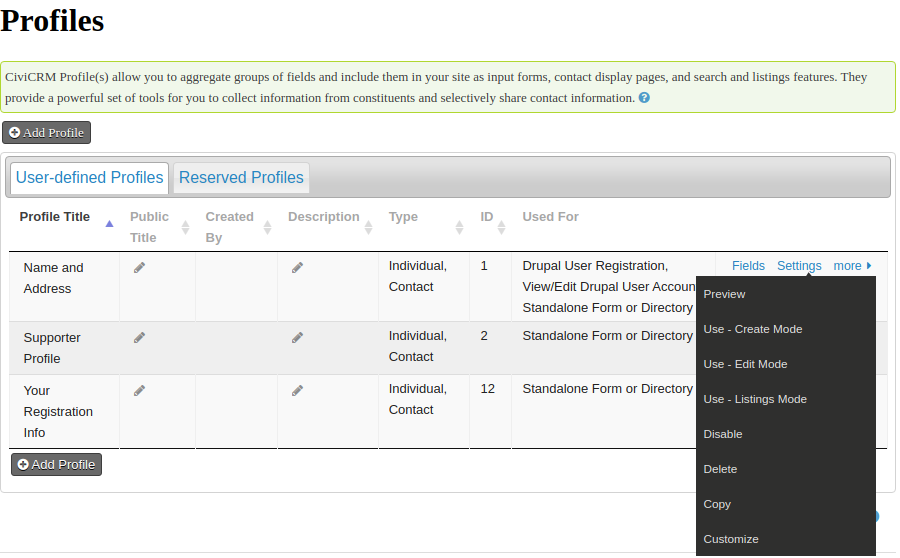 Profiles
CiviCRM Profile(s) allow you to aggregate groups of fields and include them in your site as input forms, contact display pages, and search and listings features. They
provide a powerful set of tools for you to collect information from constituents and selectively share contact information.
Add Profile
User-defined Profiles Reserved Profiles
Profile Title Public Title Created By Description Type ID Used For
Name and Address
Individual, Contact
1
Drupal User Registration,
View/Edit Drupal User Accoun
Standalone Form or Directory
Fields Settings more
Supporter Profile
Individual, Contact
2
Standalone Form or Directory
Your Registration Info
Individual, Contact
12
Standalone Form or Directory
Preview
Use - Create Mode
Use - Edit Mode
Use - Listings Mode
Disable
Delete
Copy
Customize
Add Profile